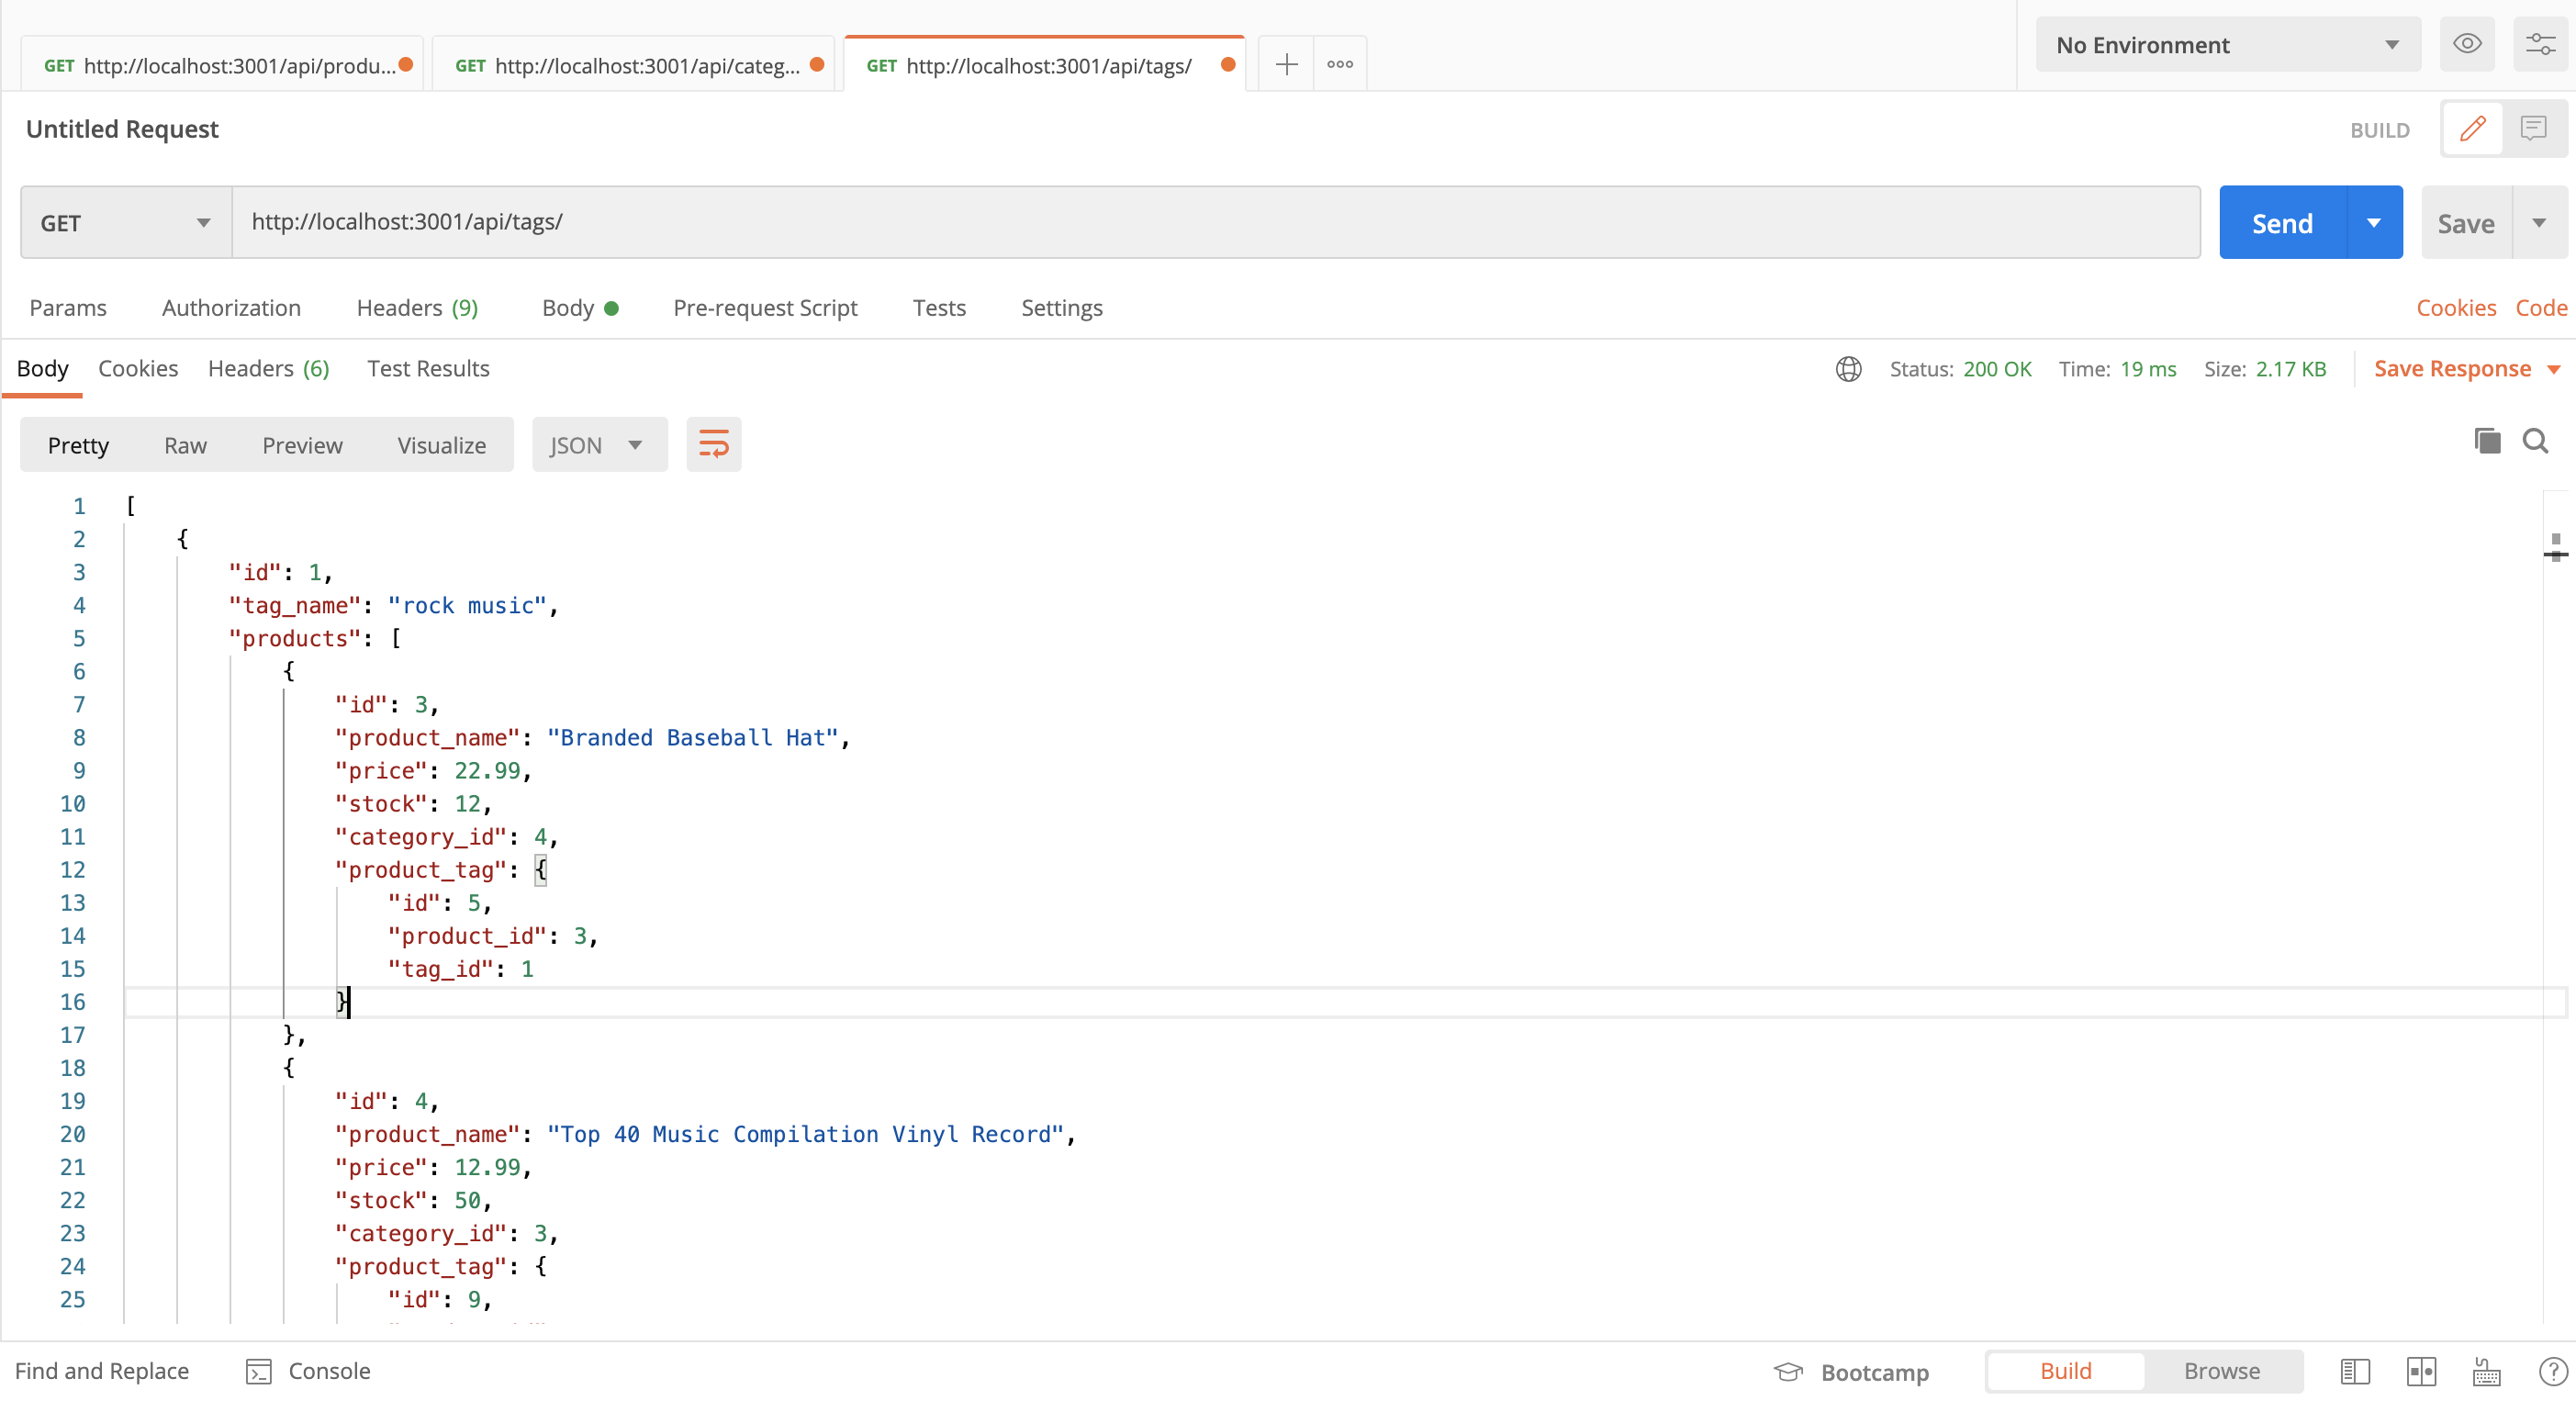 GET http://localhost:3001/api/produ... GET http://localhost:3001/api/categ... GET http://localhost:3001/api/tags/ No Environment
Untitled Request BUILD
GET http://localhost:3001/api/tags/ Send Save
Params Authorization Headers (9) Body Pre-request Script Tests Settings Cookies Code
Body Cookies Headers (6) Test Results Status: 200 OK Time: 19 ms Size: 2.17 KB Save Response
Pretty Raw Preview Visualize JSON
1 [
2 {
3 "id": 1,
4 "tag_name": "rock music",
5 "products": [
6 {
7 "id": 3,
8 "product_name": "Branded Baseball Hat",
9 "price": 22.99,
10 "stock": 12,
11 "category_id": 4,
12 "product_tag": {
13 "id": 5,
14 "product_id": 3,
15 "tag_id": 1
16 }
17 },
18 {
19 "id": 4,
20 "product_name": "Top 40 Music Compilation Vinyl Record",
21 "price": 12.99,
22 "stock": 50,
23 "category_id": 3,
24 "product_tag": {
25 "id": 9,
Find and Replace Console Bootcamp Build Browse